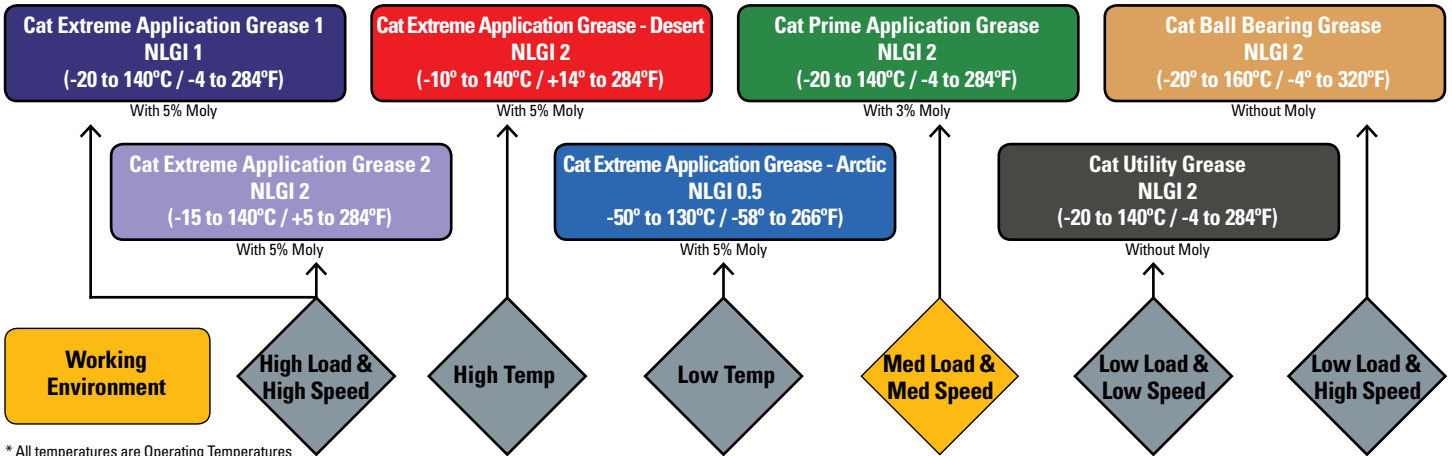 Cat Extreme Application Grease 1
NLGI 1
(-20 to 140ºC / -4 to 284ºF)
With 5% Moly
Cat Extreme Application Grease - Desert
NLGI 2
(-10º to 140ºC / +14º to 284ºF)
With 5% Moly
Cat Prime Application Grease
NLGI 2
(-20 to 140ºC / -4 to 284ºF)
With 3% Moly
Cat Ball Bearing Grease
NLGI 2
(-20º to 160ºC / -4º to 320ºF)
Without Moly
Cat Extreme Application Grease 2
NLGI 2
(-15 to 140ºC / +5 to 284ºF)
With 5% Moly
Cat Extreme Application Grease - Arctic
NLGI 0.5
-50º to 130ºC / -58º to 266ºF)
With 5% Moly
Cat Utility Grease
NLGI 2
(-20 to 140ºC / -4 to 284ºF)
Without Moly
Working
Environment
High Load &
High Speed
High Temp
Low Temp
Med Load &
Med Speed
Low Load &
Low Speed
Low Load &
High Speed
* All temperatures are Operating Temperatures